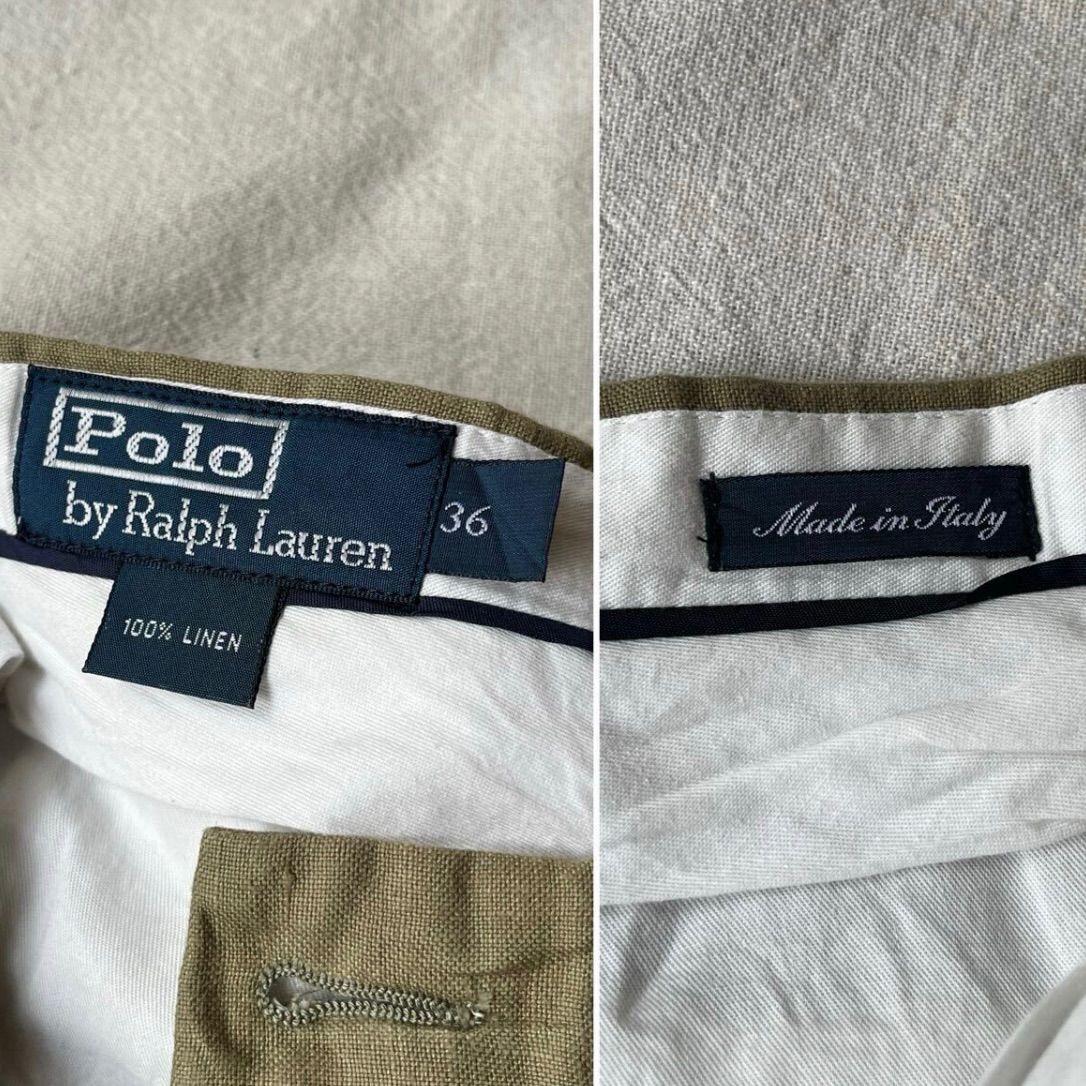 Polo
by Ralph Lauren
36
100% LINEN
Made in Italy